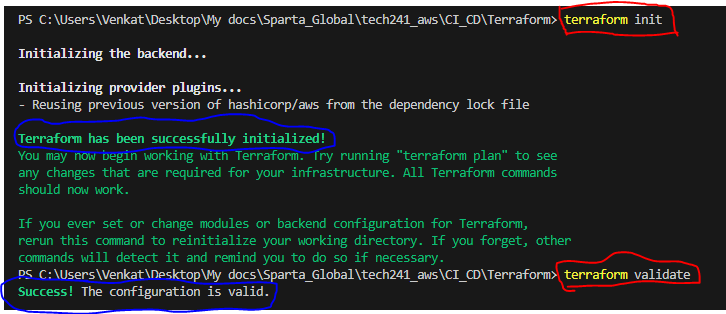 PS C:\Users\Venkat\Desktop\My docs\Sparta_Global\tech241_aws\CI_CD\Terraform> terraform init
Initializing the backend...
Initializing provider plugins...
- Reusing previous version of hashicorp/aws from the dependency lock file
Terraform has been successfully initialized!
You may now begin working with Terraform. Try running "terraform plan" to see
any changes that are required for your infrastructure. All Terraform commands
should now work.
If you ever set or change modules or backend configuration for Terraform,
rerun this command to reinitialize your working directory. If you forget, other
commands will detect it and remind you to do so if necessary.
PS C:\Users\Venkat\Desktop\My docs\Sparta_Global\tech241_aws\CI_CD\Terraform> terraform validate
Success! The configuration is valid.